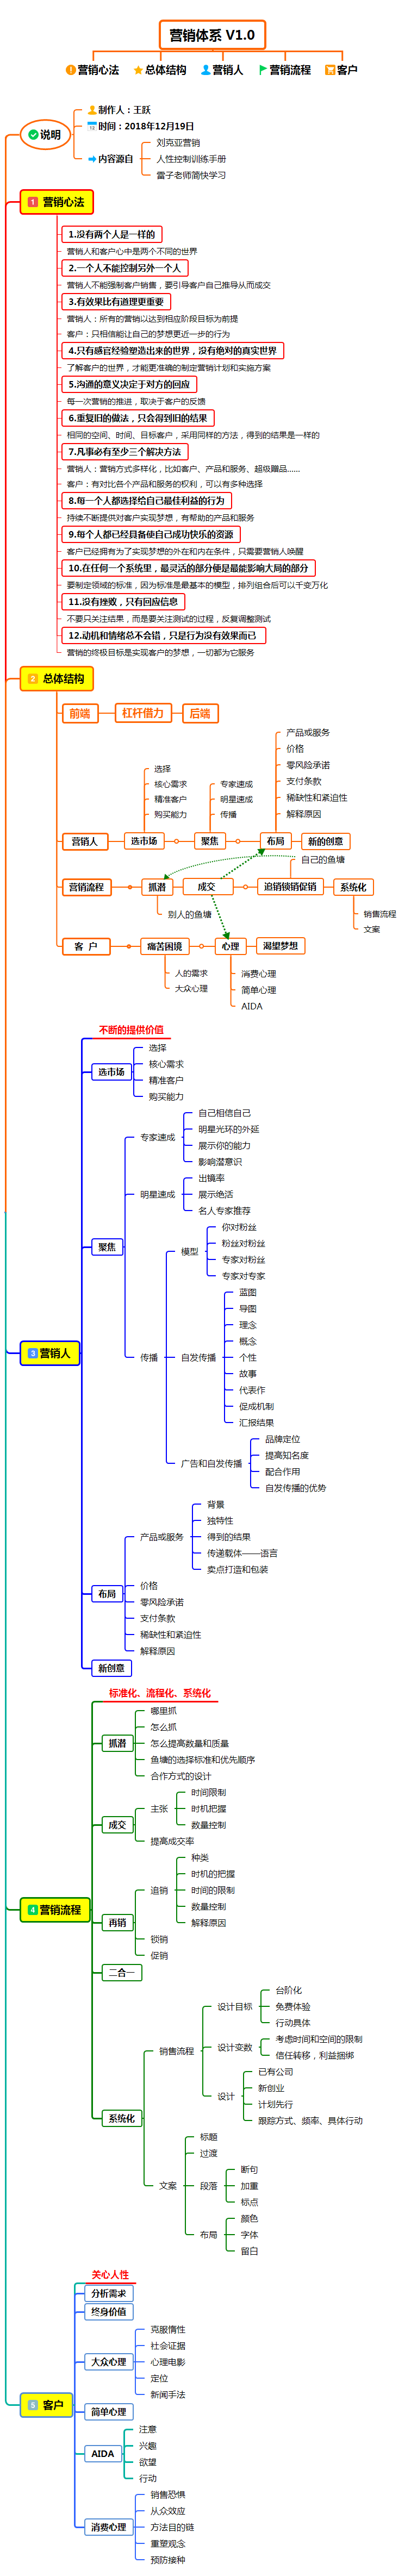 营销体系 V1.0
营销心法
总体结构
营销人
营销流程
客户
说明
制作人：王跃
时间：2018年12月19日
内容源自
刘克亚营销
人性控制训练手册
雷子老师简快学习
1 营销心法
1.没有两个人是一样的
营销人和客户心中是两个不同的世界
2.一个人不能控制另外一个人
营销人不能强制客户销售，要引导客户自己推导从而成交
3.有效果比有道理更重要
营销人：所有的营销以达到相应阶段目标为前提
客户：只相信能让自己的梦想更近一步的行为
4.只有感官经验塑造出来的世界，没有绝对的真实世界
了解客户的世界，才能更准确的制定营销计划和实施方案
5.沟通的意义决定于对方的回应
每一次营销的推进，取决于客户的反馈
6.重复旧的做法，只会得到旧的结果
相同的空间、时间、目标客户，采用同样的方法，得到的结果是一样的
7.凡事必有至少三个解决方法
营销人：营销方式多样化，比如客户、产品和服务、超级赠品......
客户：有对比各个产品和服务的权利，可以有多种选择
8.每一个人都选择给自己最佳利益的行为
持续不断提供对客户实现梦想，有帮助的产品和服务
9.每个人都已经具备使自己成功快乐的资源
客户已经拥有为了实现梦想的外在和内在条件，只需要营销人唤醒
10.在任何一个系统里，最灵活的部分便是最能影响大局的部分
要制定领域的标准，因为标准是最基本的模型，排列组合后可以千变万化
11.没有挫败，只有回应信息
不要只关注结果，而是要关注测试的过程，反复调整测试
12.动机和情绪总不会错，只是行为没有效果而已
营销的终极目标是实现客户的梦想，一切都为它服务
2 总体结构
前端
杠杆借力
后端
营销人
选市场
选择
核心需求
精准客户
购买能力
聚焦
专家速成
明星速成
传播
布局
产品或服务
价格
零风险承诺
支付条款
稀缺性和紧迫性
解释原因
新的创意
营销流程
抓潜
别人的鱼塘
成交
追销锁销促销
自己的鱼塘
系统化
销售流程
文案
客 户
痛苦困境
人的需求
大众心理
心理
消费心理
简单心理
AIDA
渴望梦想
3 营销人
不断的提供价值
选市场
选择
核心需求
精准客户
购买能力
聚焦
专家速成
自己相信自己
明星光环的外延
展示你的能力
影响潜意识
明星速成
出镜率
展示绝活
名人专家推荐
传播
模型
你对粉丝
粉丝对粉丝
专家对粉丝
专家对专家
自发传播
蓝图
导图
理念
概念
个性
故事
代表作
促成机制
汇报结果
广告和自发传播
品牌定位
提高知名度
配合作用
自发传播的优势
布局
产品或服务
背景
独特性
得到的结果
传递载体——语言
卖点打造和包装
价格
零风险承诺
支付条款
稀缺性和紧迫性
解释原因
新创意
4 营销流程
标准化、流程化、系统化
抓潜
哪里抓
怎么抓
怎么提高数量和质量
鱼塘的选择标准和优先顺序
合作方式的设计
成交
主张
时间限制
时机把握
数量控制
提高成交率
再销
追销
种类
时机的把握
时间的限制
数量控制
解释原因
锁销
促销
二合一
系统化
销售流程
设计目标
台阶化
免费体验
行动具体
设计变数
考虑时间和空间的限制
信任转移，利益捆绑
设计
已有公司
新创业
计划先行
跟踪方式、频率、具体行动
文案
标题
过渡
段落
断句
加重
标点
布局
颜色
字体
留白
5 客户
关心人性
分析需求
终身价值
大众心理
克服惰性
社会证据
心理电影
定位
新闻手法
简单心理
AIDA
注意
兴趣
欲望
行动
消费心理
销售恐惧
从众效应
方法目的链
重塑观念
预防接种